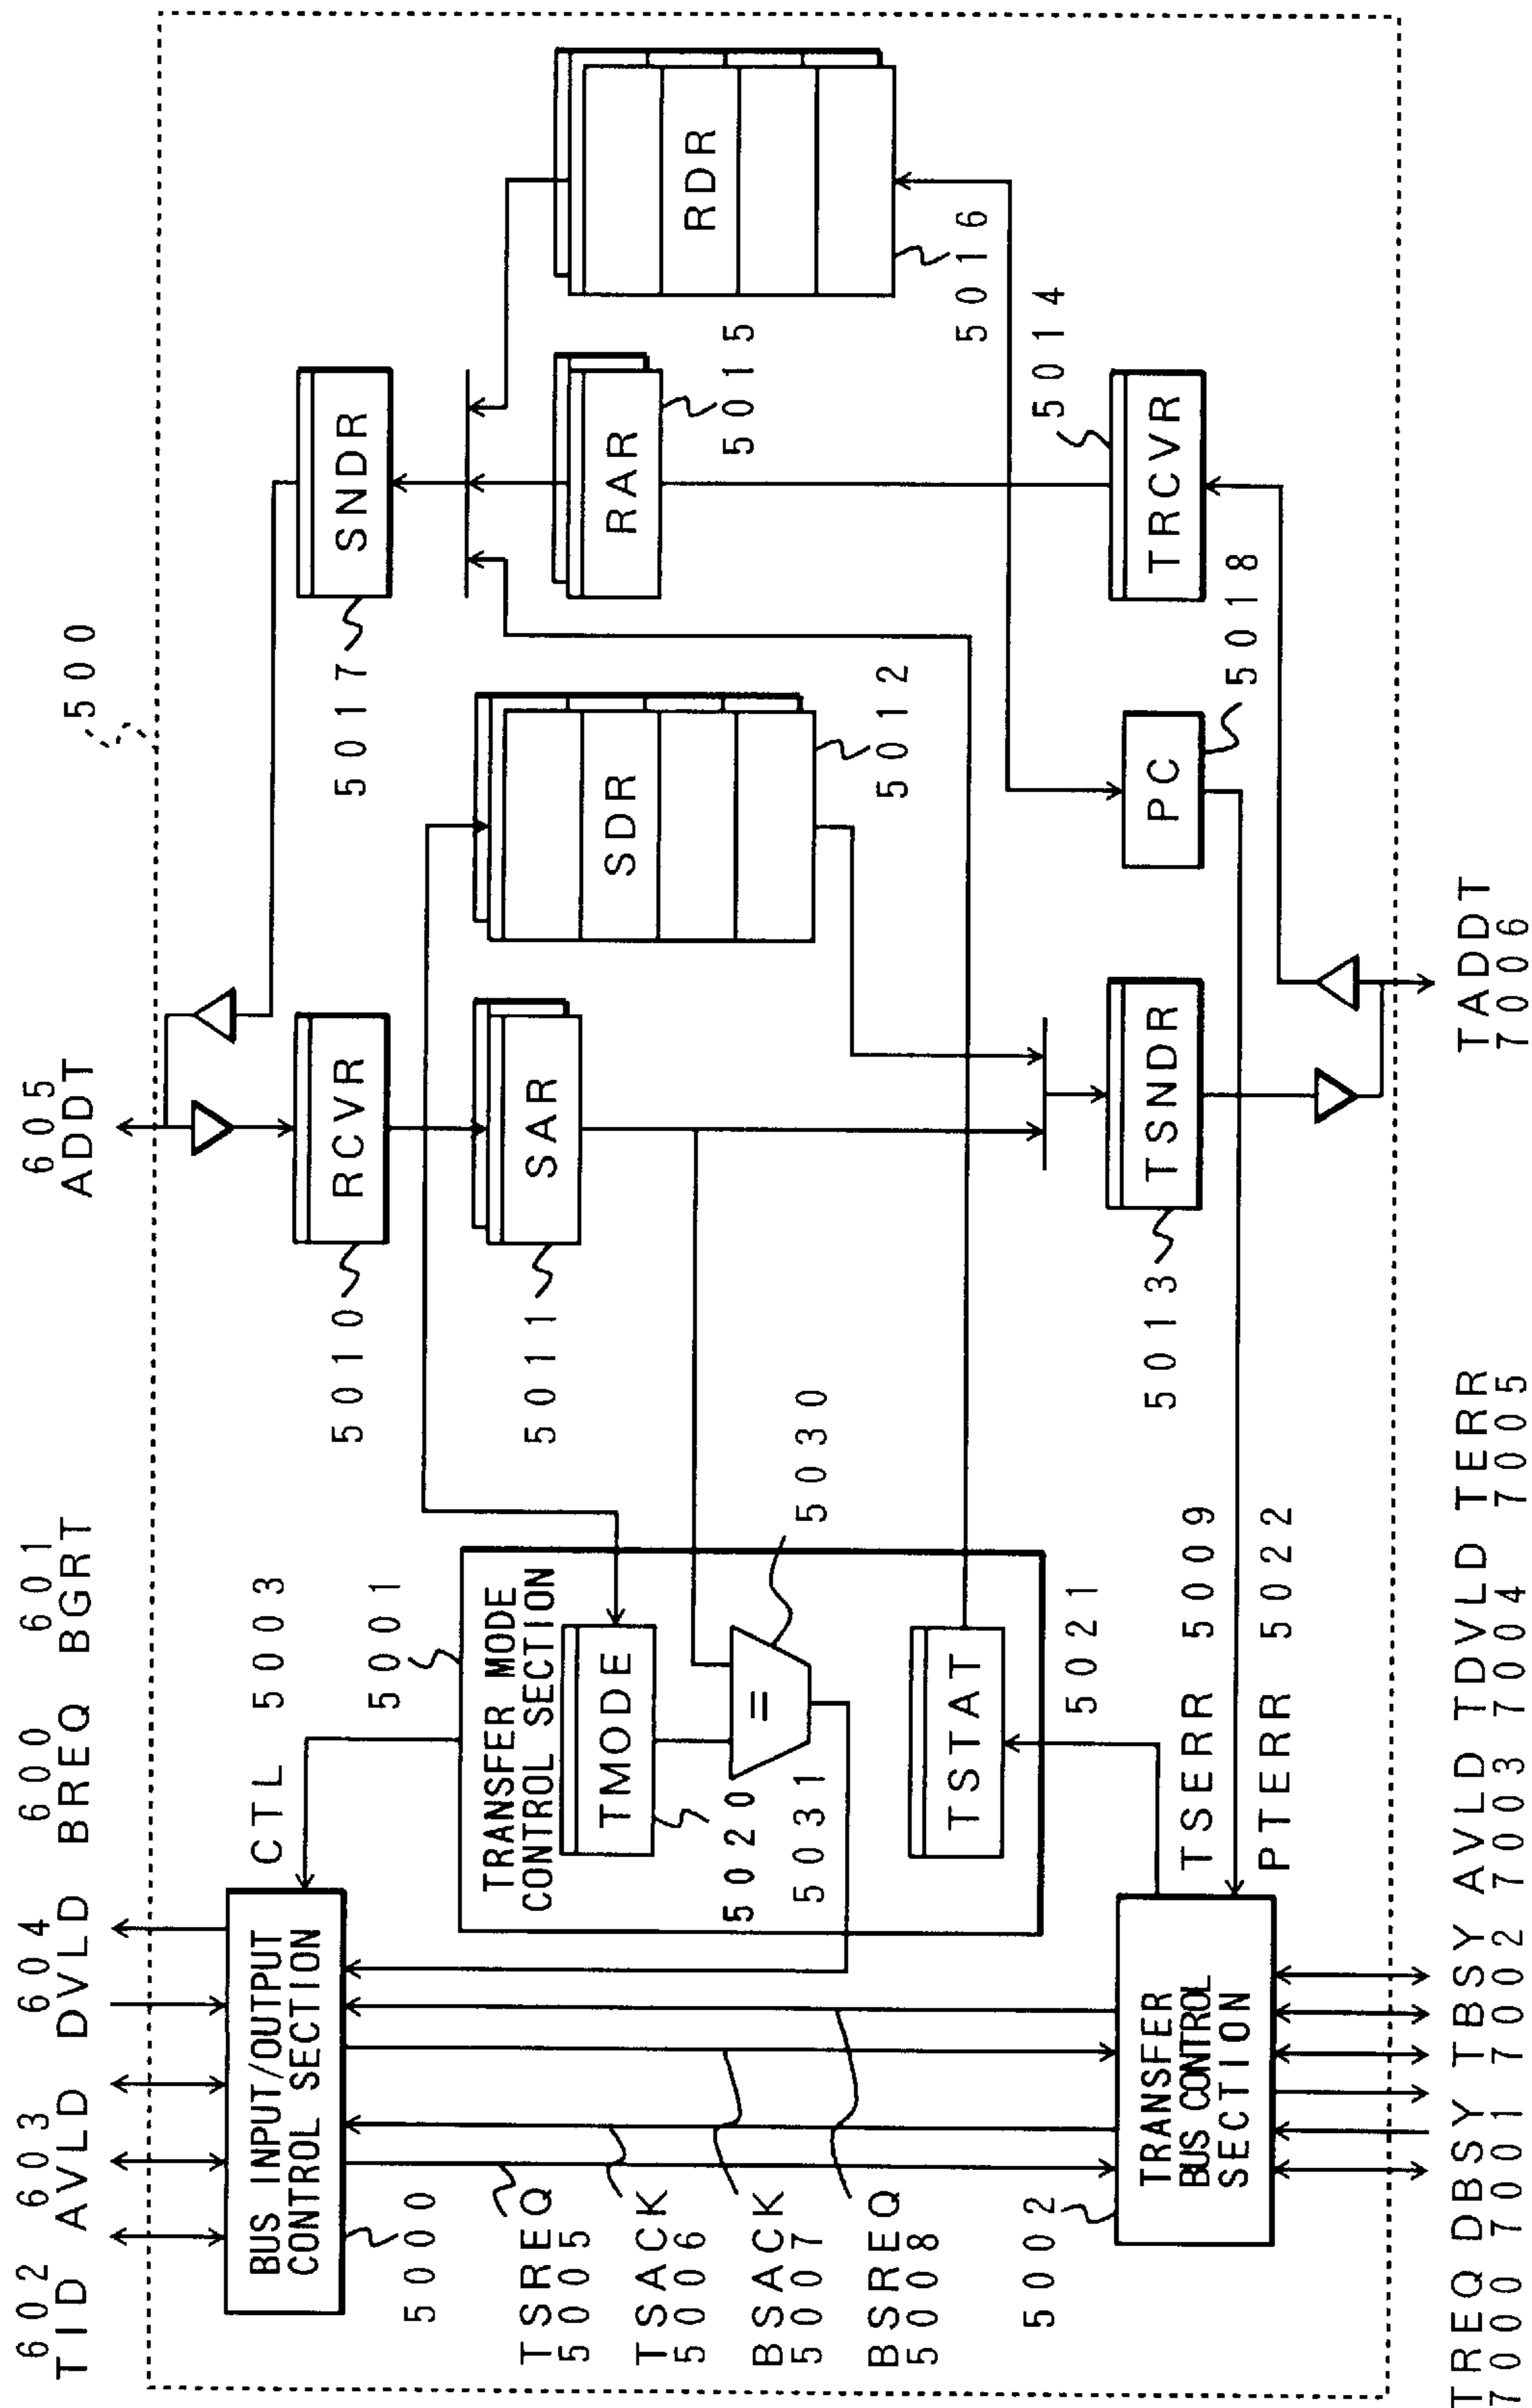 602 603 604 600 601
TID AVLD DVLD BREQ BGRT
605
ADDT
500
BUS INPUT/OUTPUT
CONTROL SECTION
5000
CTL 5003
5001
TRANSFER MODE
CONTROL SECTION
TMODE
5020
=
5030
5031
TSTAT
5021
RCVR
5010
SAR
5011
SDR
5012
SNDR
5017
RAR
5015
RDR
5016
TSREQ
5005
TSACK
5006
BSACK
5007
BSREQ
5008
5002
TRANSFER
BUS CONTROL
SECTION
TSERR 5009
PTERR 5022
TSNDR
5013
PC
5018
TRCVR
5014
TREQ DBSY TBSY AVLD TDVLD TERR
7000 7001 7002 7003 7004 7005
TADDT
7006